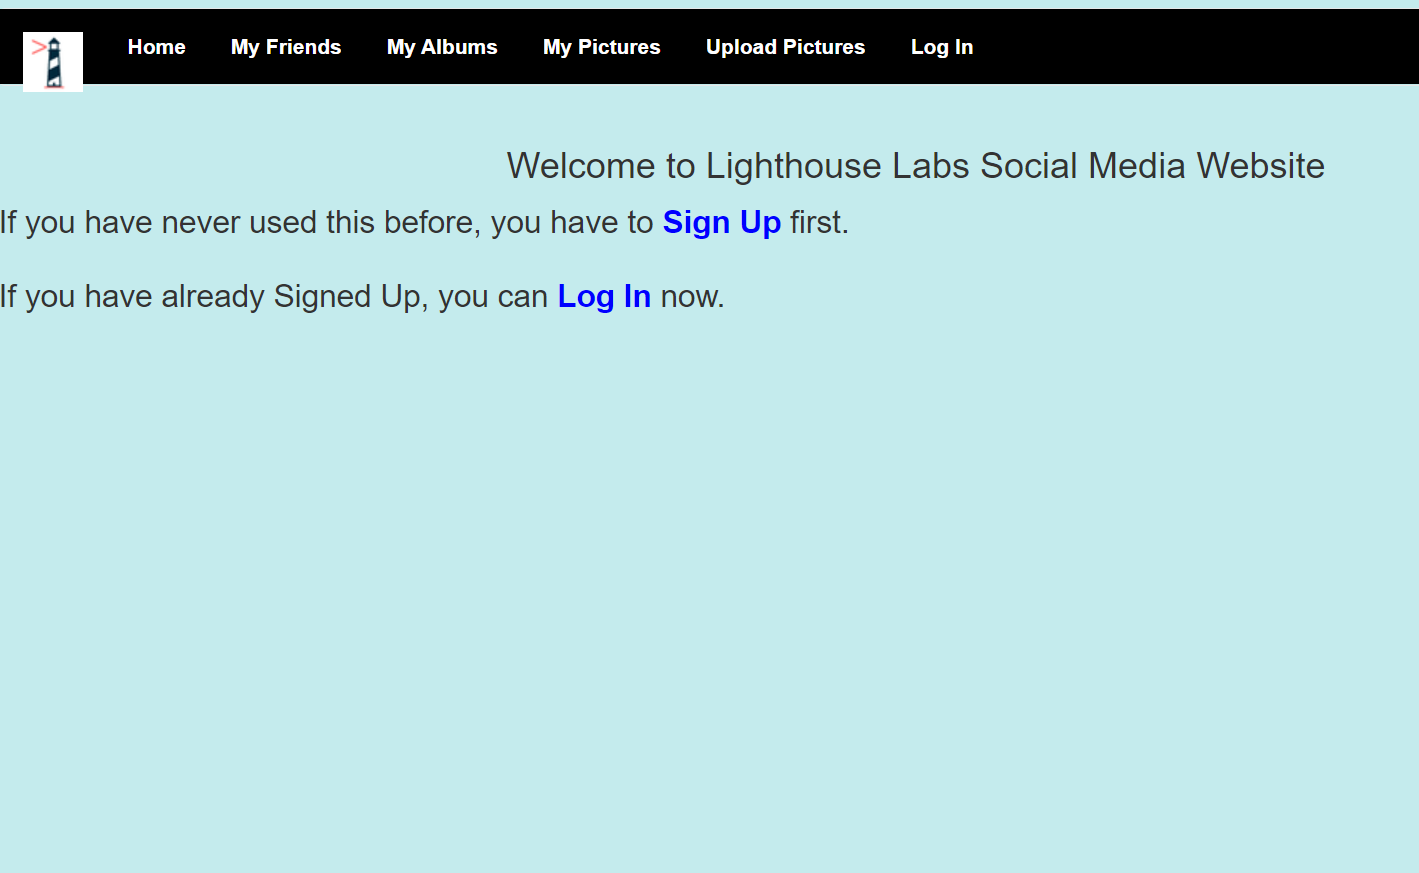 Home My Friends My Albums My Pictures Upload Pictures Log In
Welcome to Lighthouse Labs Social Media Website
If you have never used this before, you have to Sign Up first.
If you have already Signed Up, you can Log In now.